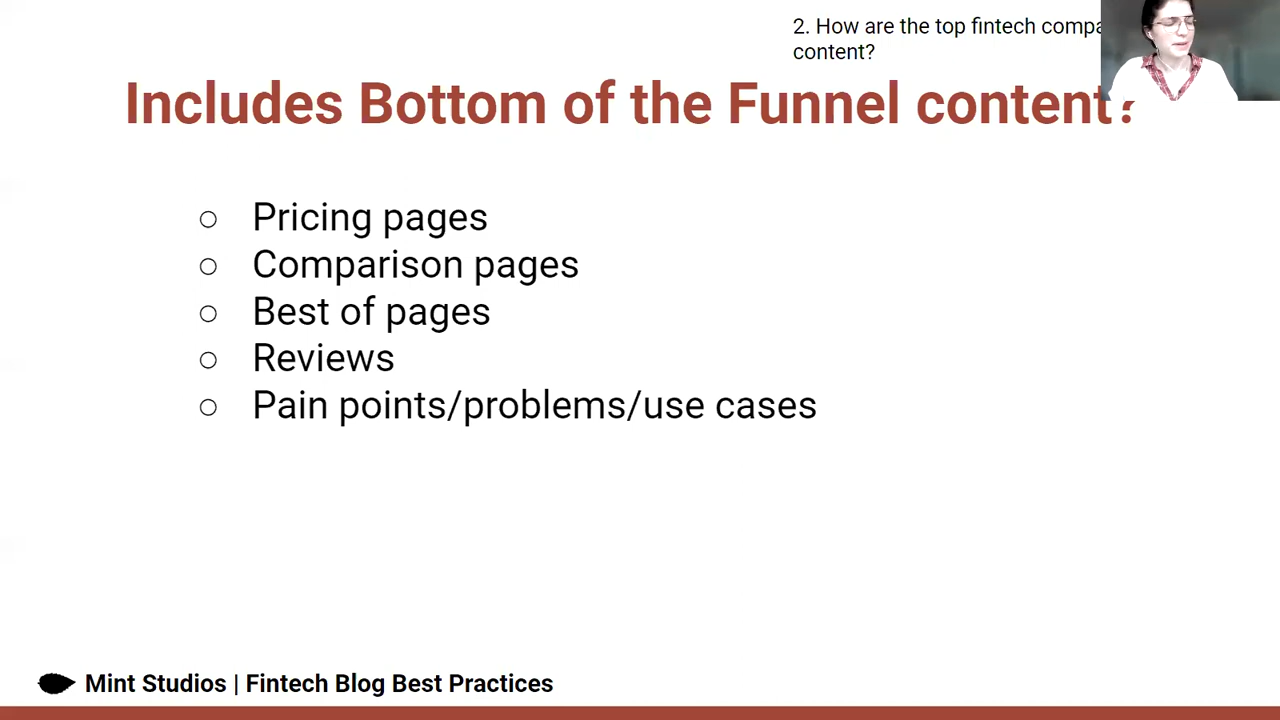 2. How are the top fintech
content?
Includes Bottom of the Funnel content?
○ Pricing pages
○ Comparison pages
○ Best of pages
○ Reviews
○ Pain points/problems/use cases
Mint Studios | Fintech Blog Best Practices